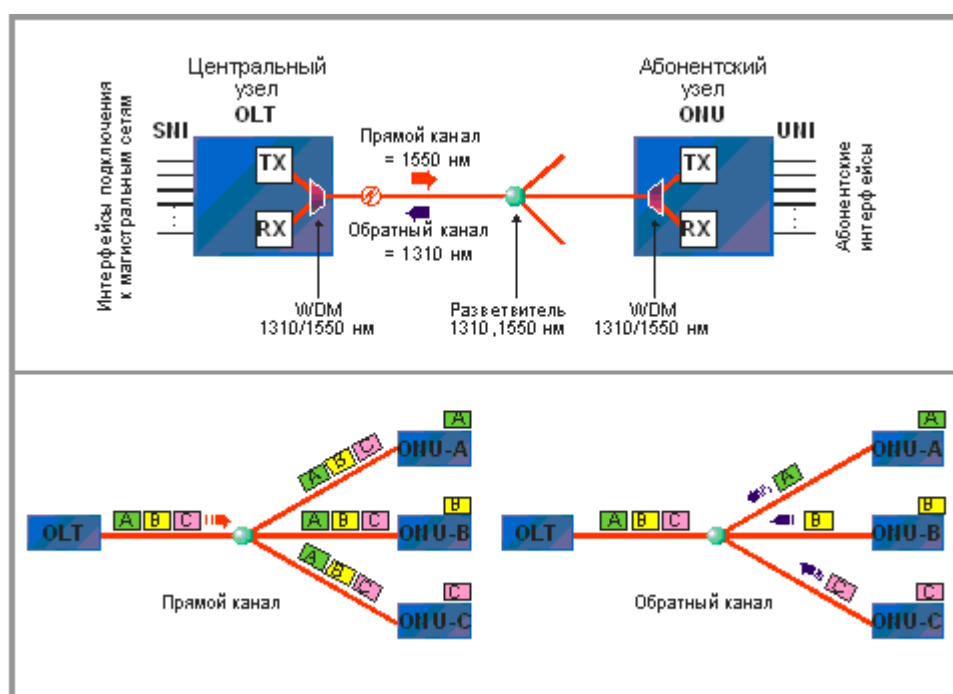 Центральный
узел
OLT
Абонентский
узел
ONU
SNI
UNI
Интерфейсы подключения
к магистральным сетям
TX
RX
Прямой канал
= 1550 нм
Обратный канал
= 1310 нм
TX
RX
Абонентские
интерфейсы
WDM
1310/1550 нм
Разветвитель
1310 ,1550 нм
WDM
1310/1550 нм
OLT
A B C
A B C
A B C
A B C
A
ONU-A
B
ONU-B
C
ONU-C
Прямой канал
OLT
A B C
A
B
C
A
ONU-A
B
ONU-B
C
ONU-C
Обратный канал